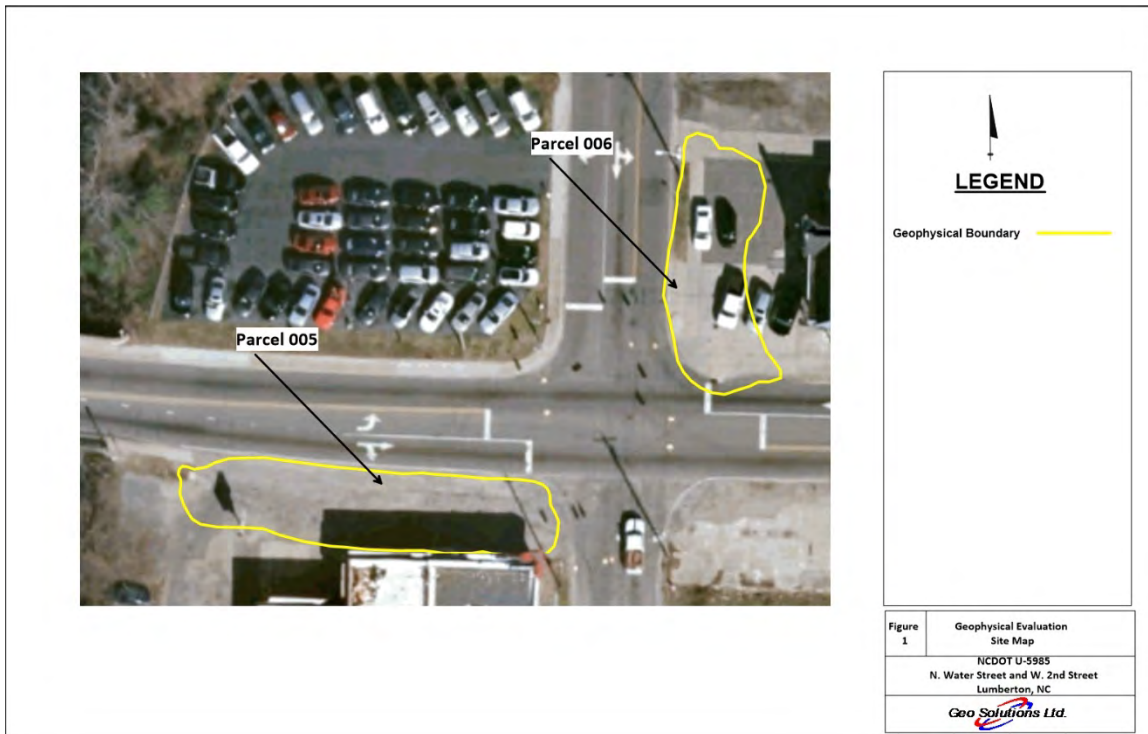 Parcel 006
Parcel 005
LEGEND
Geophysical Boundary
Figure
1
Geophysical Evaluation
Site Map
NCDOT U-5985
N. Water Street and W. 2nd Street
Lumberton, NC
Geo Solutions Ltd.